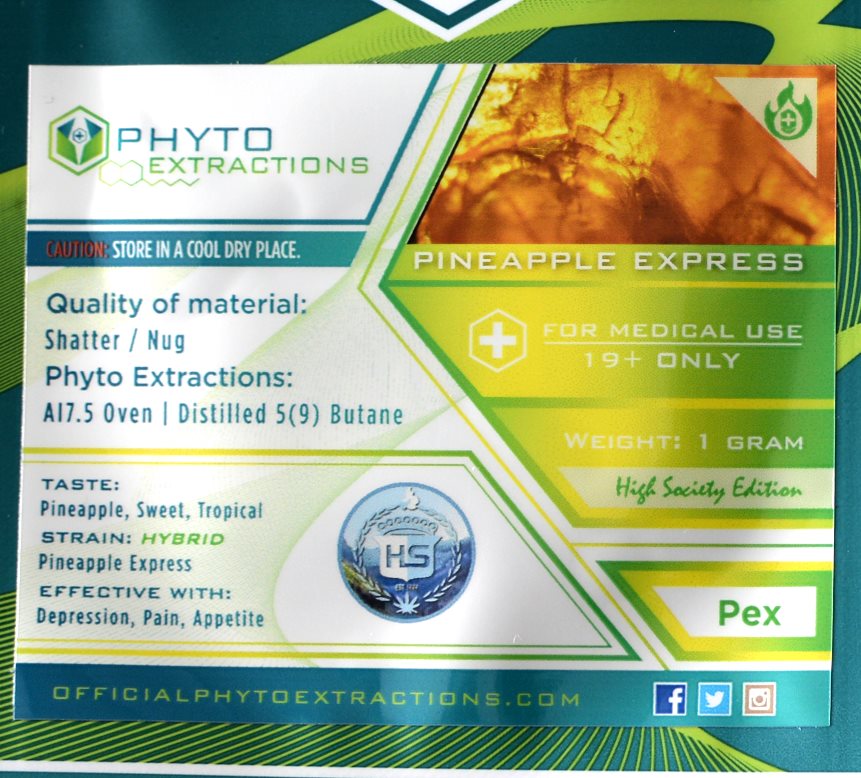 PHYTO
EXTRACTIONS
CAUTION: STORE IN A COOL DRY PLACE.
Quality of material:
Shatter / Nug
Phyto Extractions:
AI7.5 Oven | Distilled 5(9) Butane
TASTE:
Pineapple, Sweet, Tropical
STRAIN: HYBRID
Pineapple Express
EFFECTIVE WITH:
Depression, Pain, Appetite
HS
PINEAPPLE EXPRESS
FOR MEDICAL USE
19+ ONLY
WEIGHT: 1 GRAM
High Society Edition
Pex
OFFICIALPHYTOEXTRACTIONS.COM